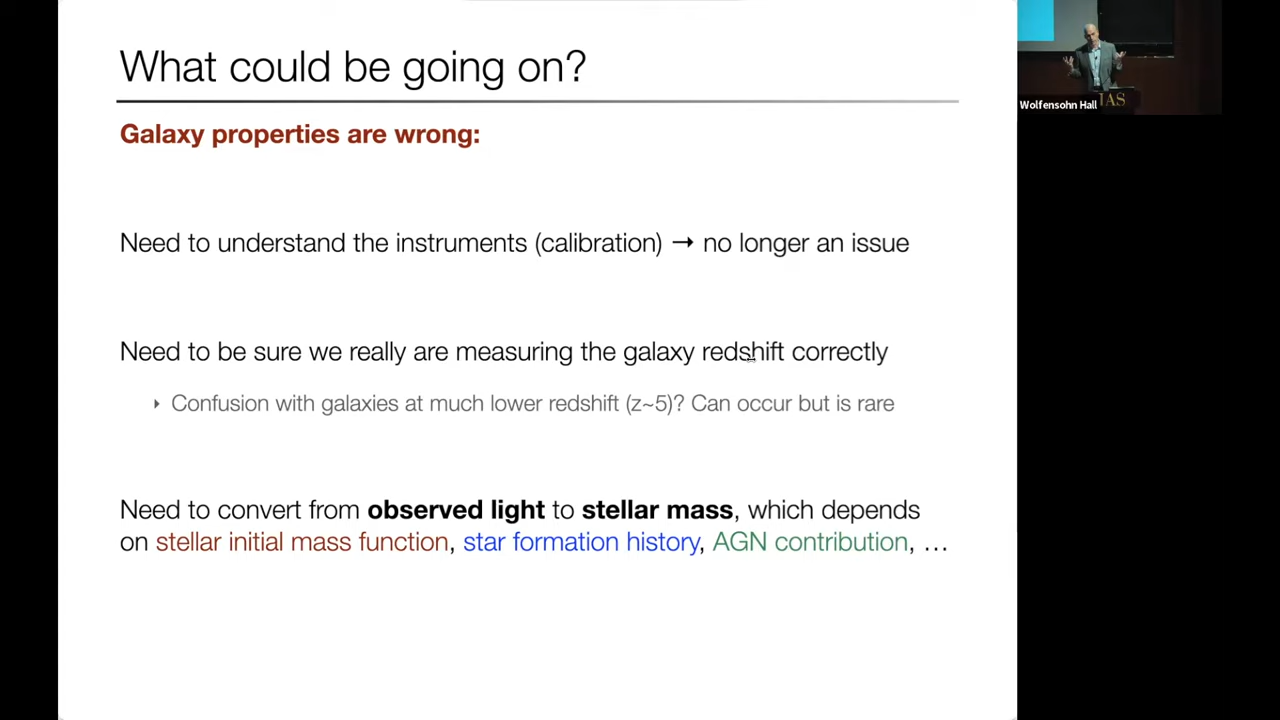 What could be going on?
Galaxy properties are wrong:
Need to understand the instruments (calibration) → no longer an issue
Need to be sure we really are measuring the galaxy redshift correctly
‣ Confusion with galaxies at much lower redshift (z~5)? Can occur but is rare
Need to convert from observed light to stellar mass, which depends
on stellar initial mass function, star formation history, AGN contribution, …
Wolfensohn Hall
IAS